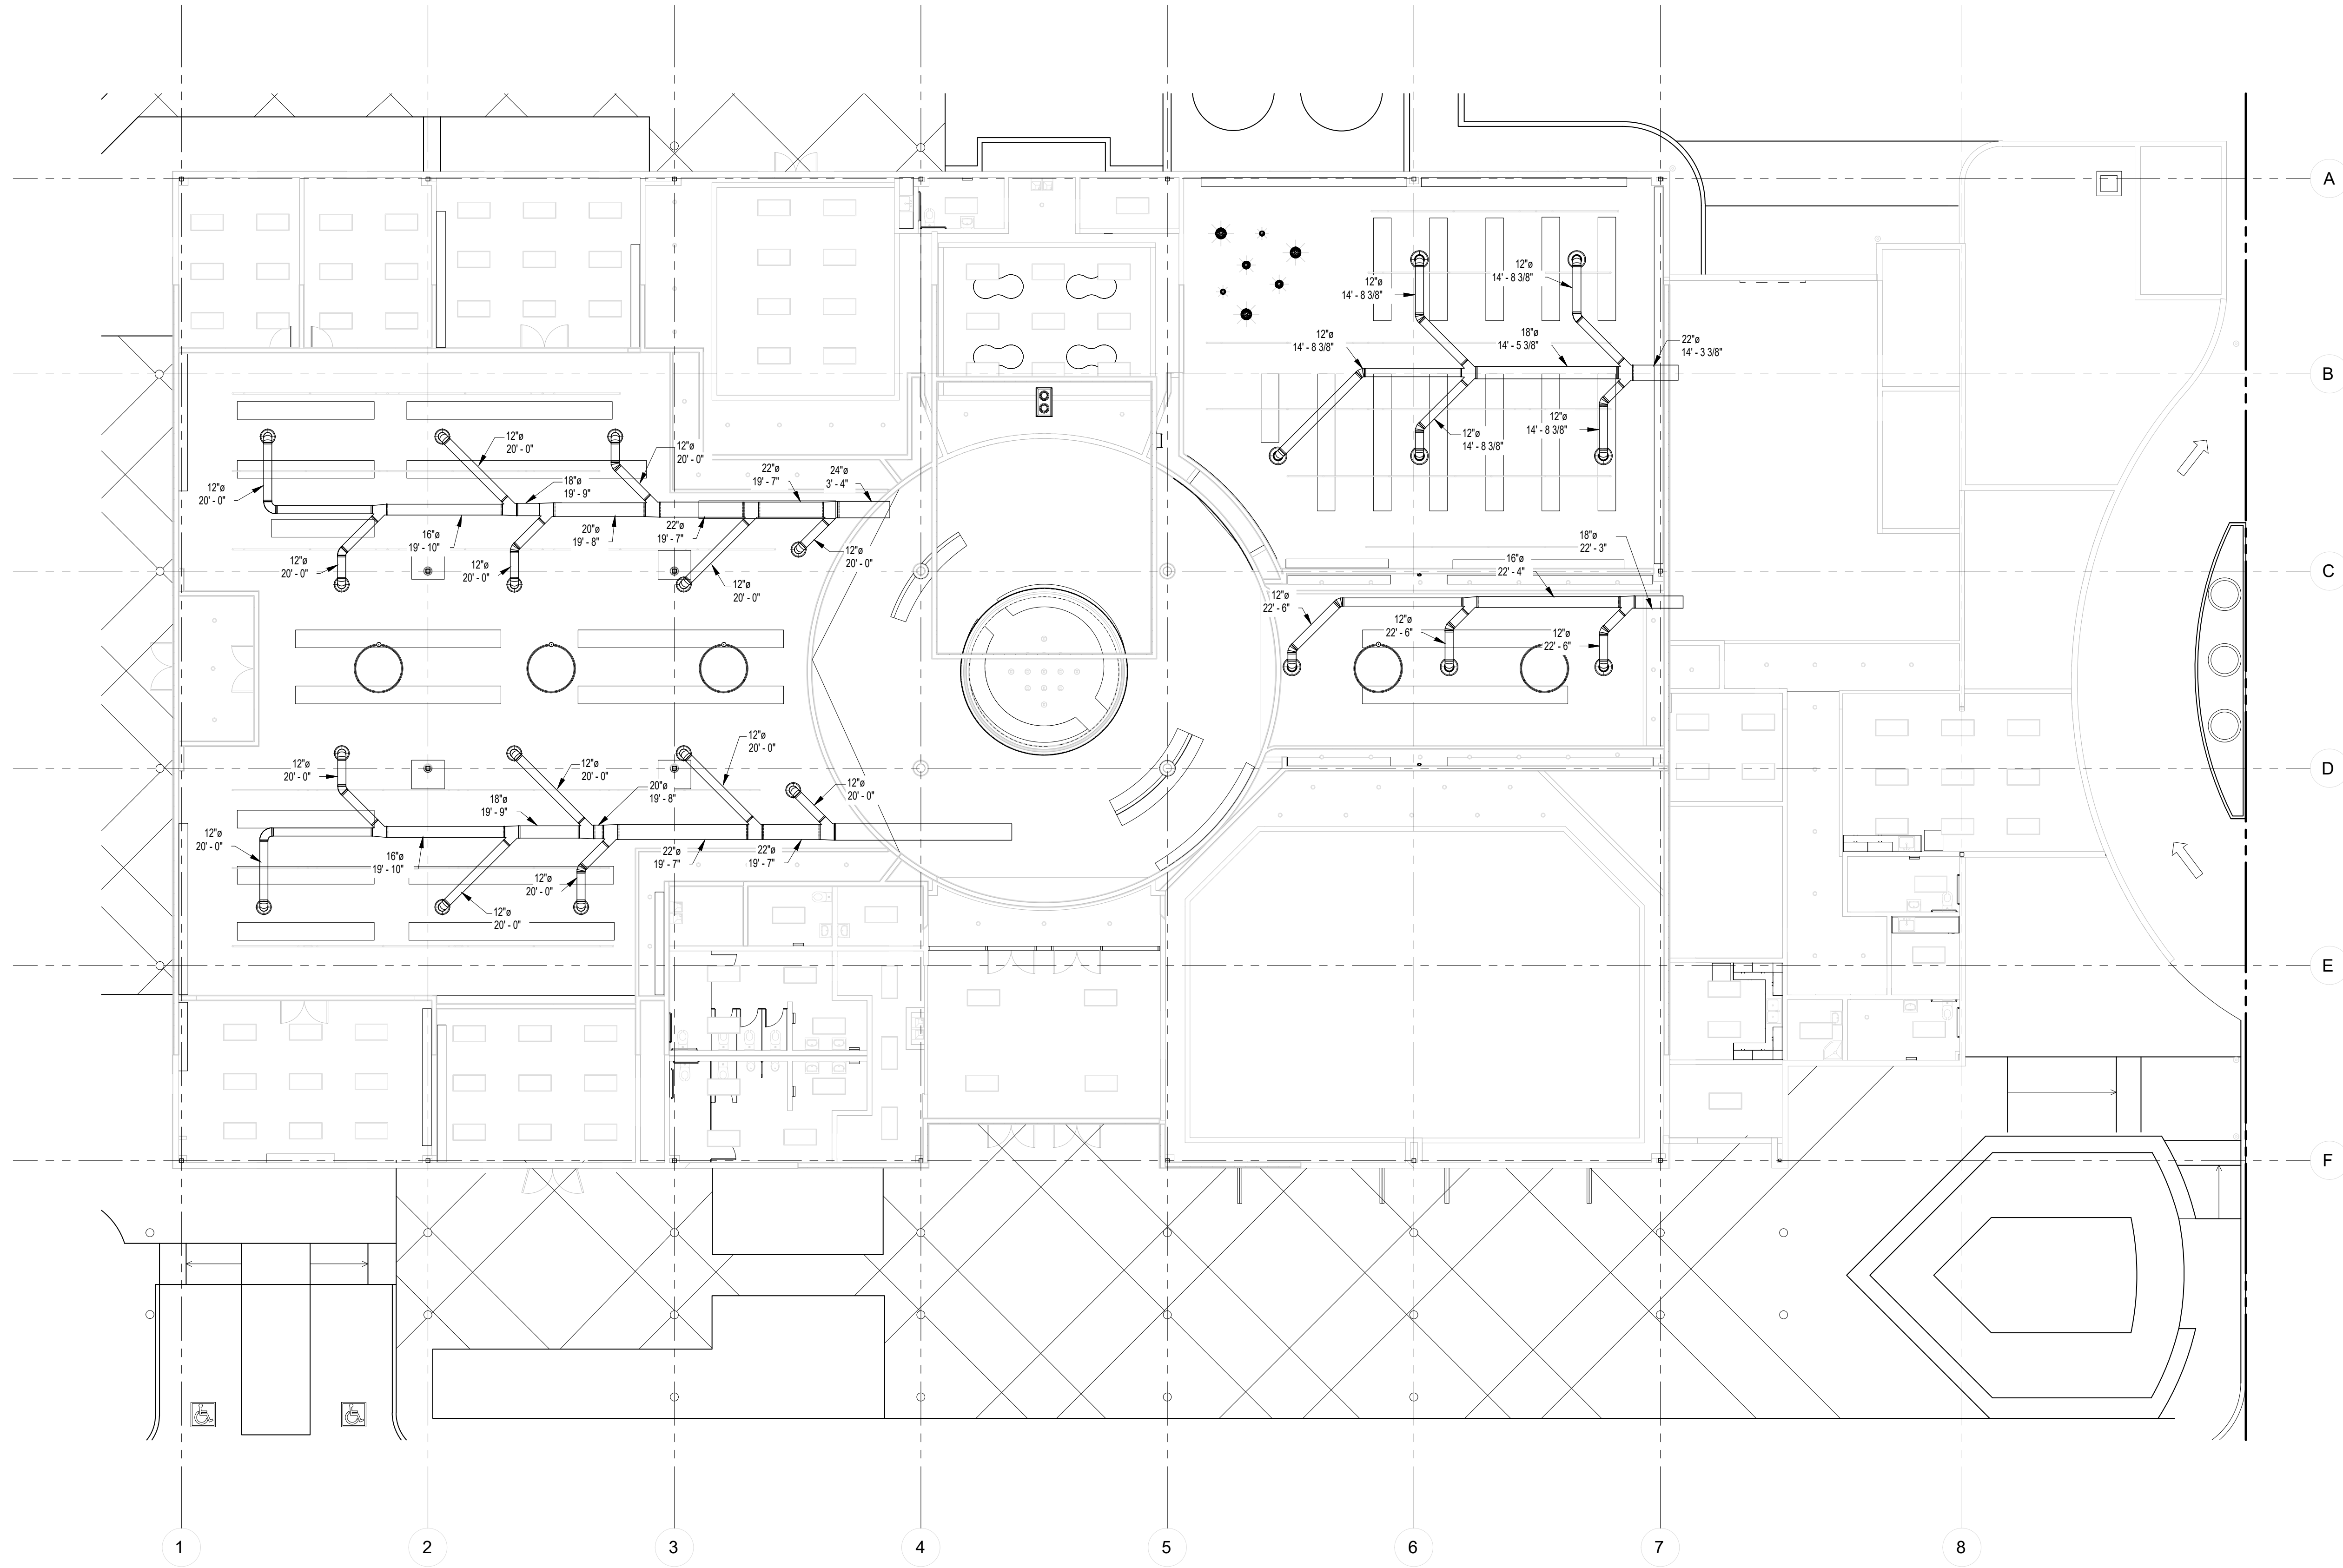 A
12"ø
14' - 8 3/8"
12"ø
14' - 8 3/8"
12"ø
14' - 8 3/8"
18"ø
14' - 5 3/8"
22"ø
14' - 3 3/8"
B
12"ø
14' - 8 3/8"
12"ø
14' - 8 3/8"
12"ø
20' - 0"
12"ø
20' - 0"
22"ø
19' - 7"
24"ø
3' - 4"
12"ø
20' - 0"
18"ø
19' - 9"
16"ø
19' - 10"
20"ø
19' - 8"
22"ø
19' - 7"
12"ø
20' - 0"
12"ø
20' - 0"
12"ø
20' - 0"
12"ø
20' - 0"
18"ø
22' - 3"
16"ø
22' - 4"
C
12"ø
22' - 6"
12"ø
22' - 6"
12"ø
22' - 6"
12"ø
20' - 0"
12"ø
20' - 0"
12"ø
20' - 0"
D
20"ø
19' - 8"
12"ø
20' - 0"
18"ø
19' - 9"
12"ø
20' - 0"
16"ø
19' - 10"
22"ø
19' - 7"
22"ø
19' - 7"
12"ø
20' - 0"
12"ø
20' - 0"
E
F
1
2
3
4
5
6
7
8